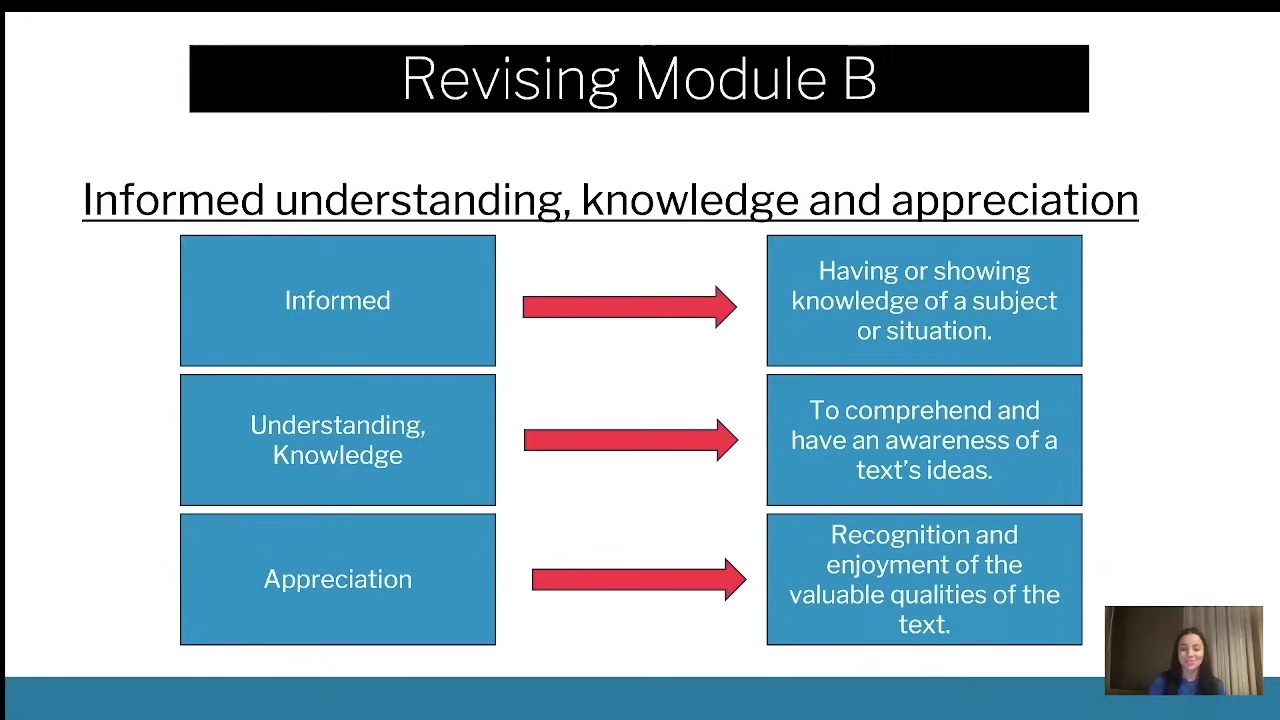 Revising Module B
Informed understanding, knowledge and appreciation
Informed
Having or showing
knowledge of a subject
or situation.
Understanding,
Knowledge
To comprehend and
have an awareness of a
text’s ideas.
Appreciation
Recognition and
enjoyment of the
valuable qualities of the
text.